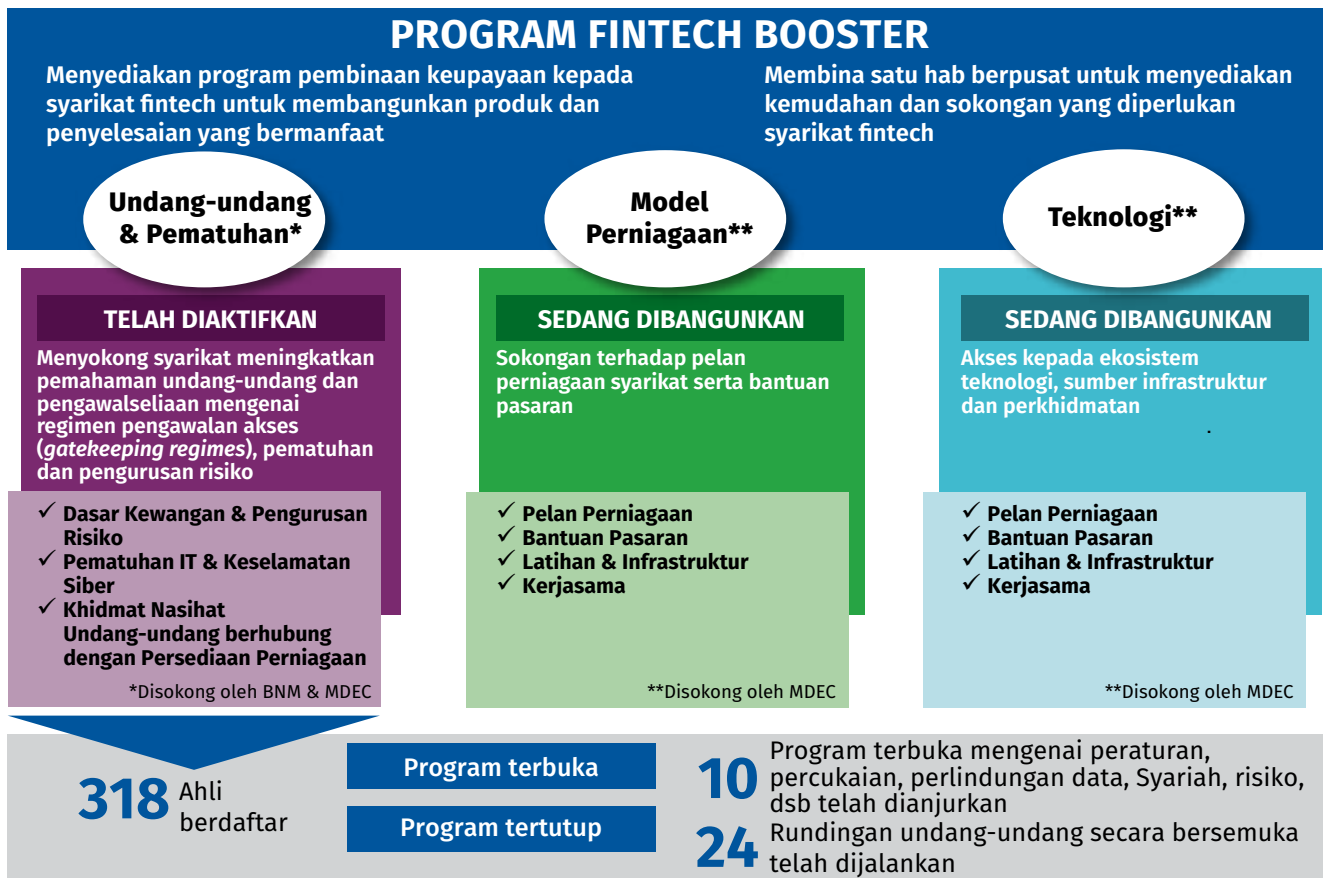 PROGRAM FINTECH BOOSTER
Menyediakan program pembinaan keupayaan kepada
syarikat fintech untuk membangunkan produk dan
penyelesaian yang bermanfaat
Membina satu hab berpusat untuk menyediakan
kemudahan dan sokongan yang diperlukan
syarikat fintech
Undang-undang
& Pematuhan*
TELAH DIAKTIFKAN
Menyokong syarikat meningkatkan
pemahaman undang-undang dan
pengawalseliaan mengenai
regimen pengawalan akses
(gatekeeping regimes), pematuhan
dan pengurusan risiko
✓ Dasar Kewangan & Pengurusan
Risiko
✓ Pematuhan IT & Keselamatan
Siber
✓ Khidmat Nasihat
Undang-undang berhubung
dengan Persediaan Perniagaan
*Disokong oleh BNM & MDEC
Model
Perniagaan**
SEDANG DIBANGUNKAN
Sokongan terhadap pelan
perniagaan syarikat serta bantuan
pasaran
✓ Pelan Perniagaan
✓ Bantuan Pasaran
✓ Latihan & Infrastruktur
✓ Kerjasama
**Disokong oleh MDEC
Teknologi**
SEDANG DIBANGUNKAN
Akses kepada ekosistem
teknologi, sumber infrastruktur
dan perkhidmatan
.
✓ Pelan Perniagaan
✓ Bantuan Pasaran
✓ Latihan & Infrastruktur
✓ Kerjasama
**Disokong oleh MDEC
318 Ahli
berdaftar
Program terbuka
Program tertutup
10 Program terbuka mengenai peraturan,
percukaian, perlindungan data, Syariah, risiko,
dsb telah dianjurkan
24 Rundingan undang-undang secara bersemuka
telah dijalankan